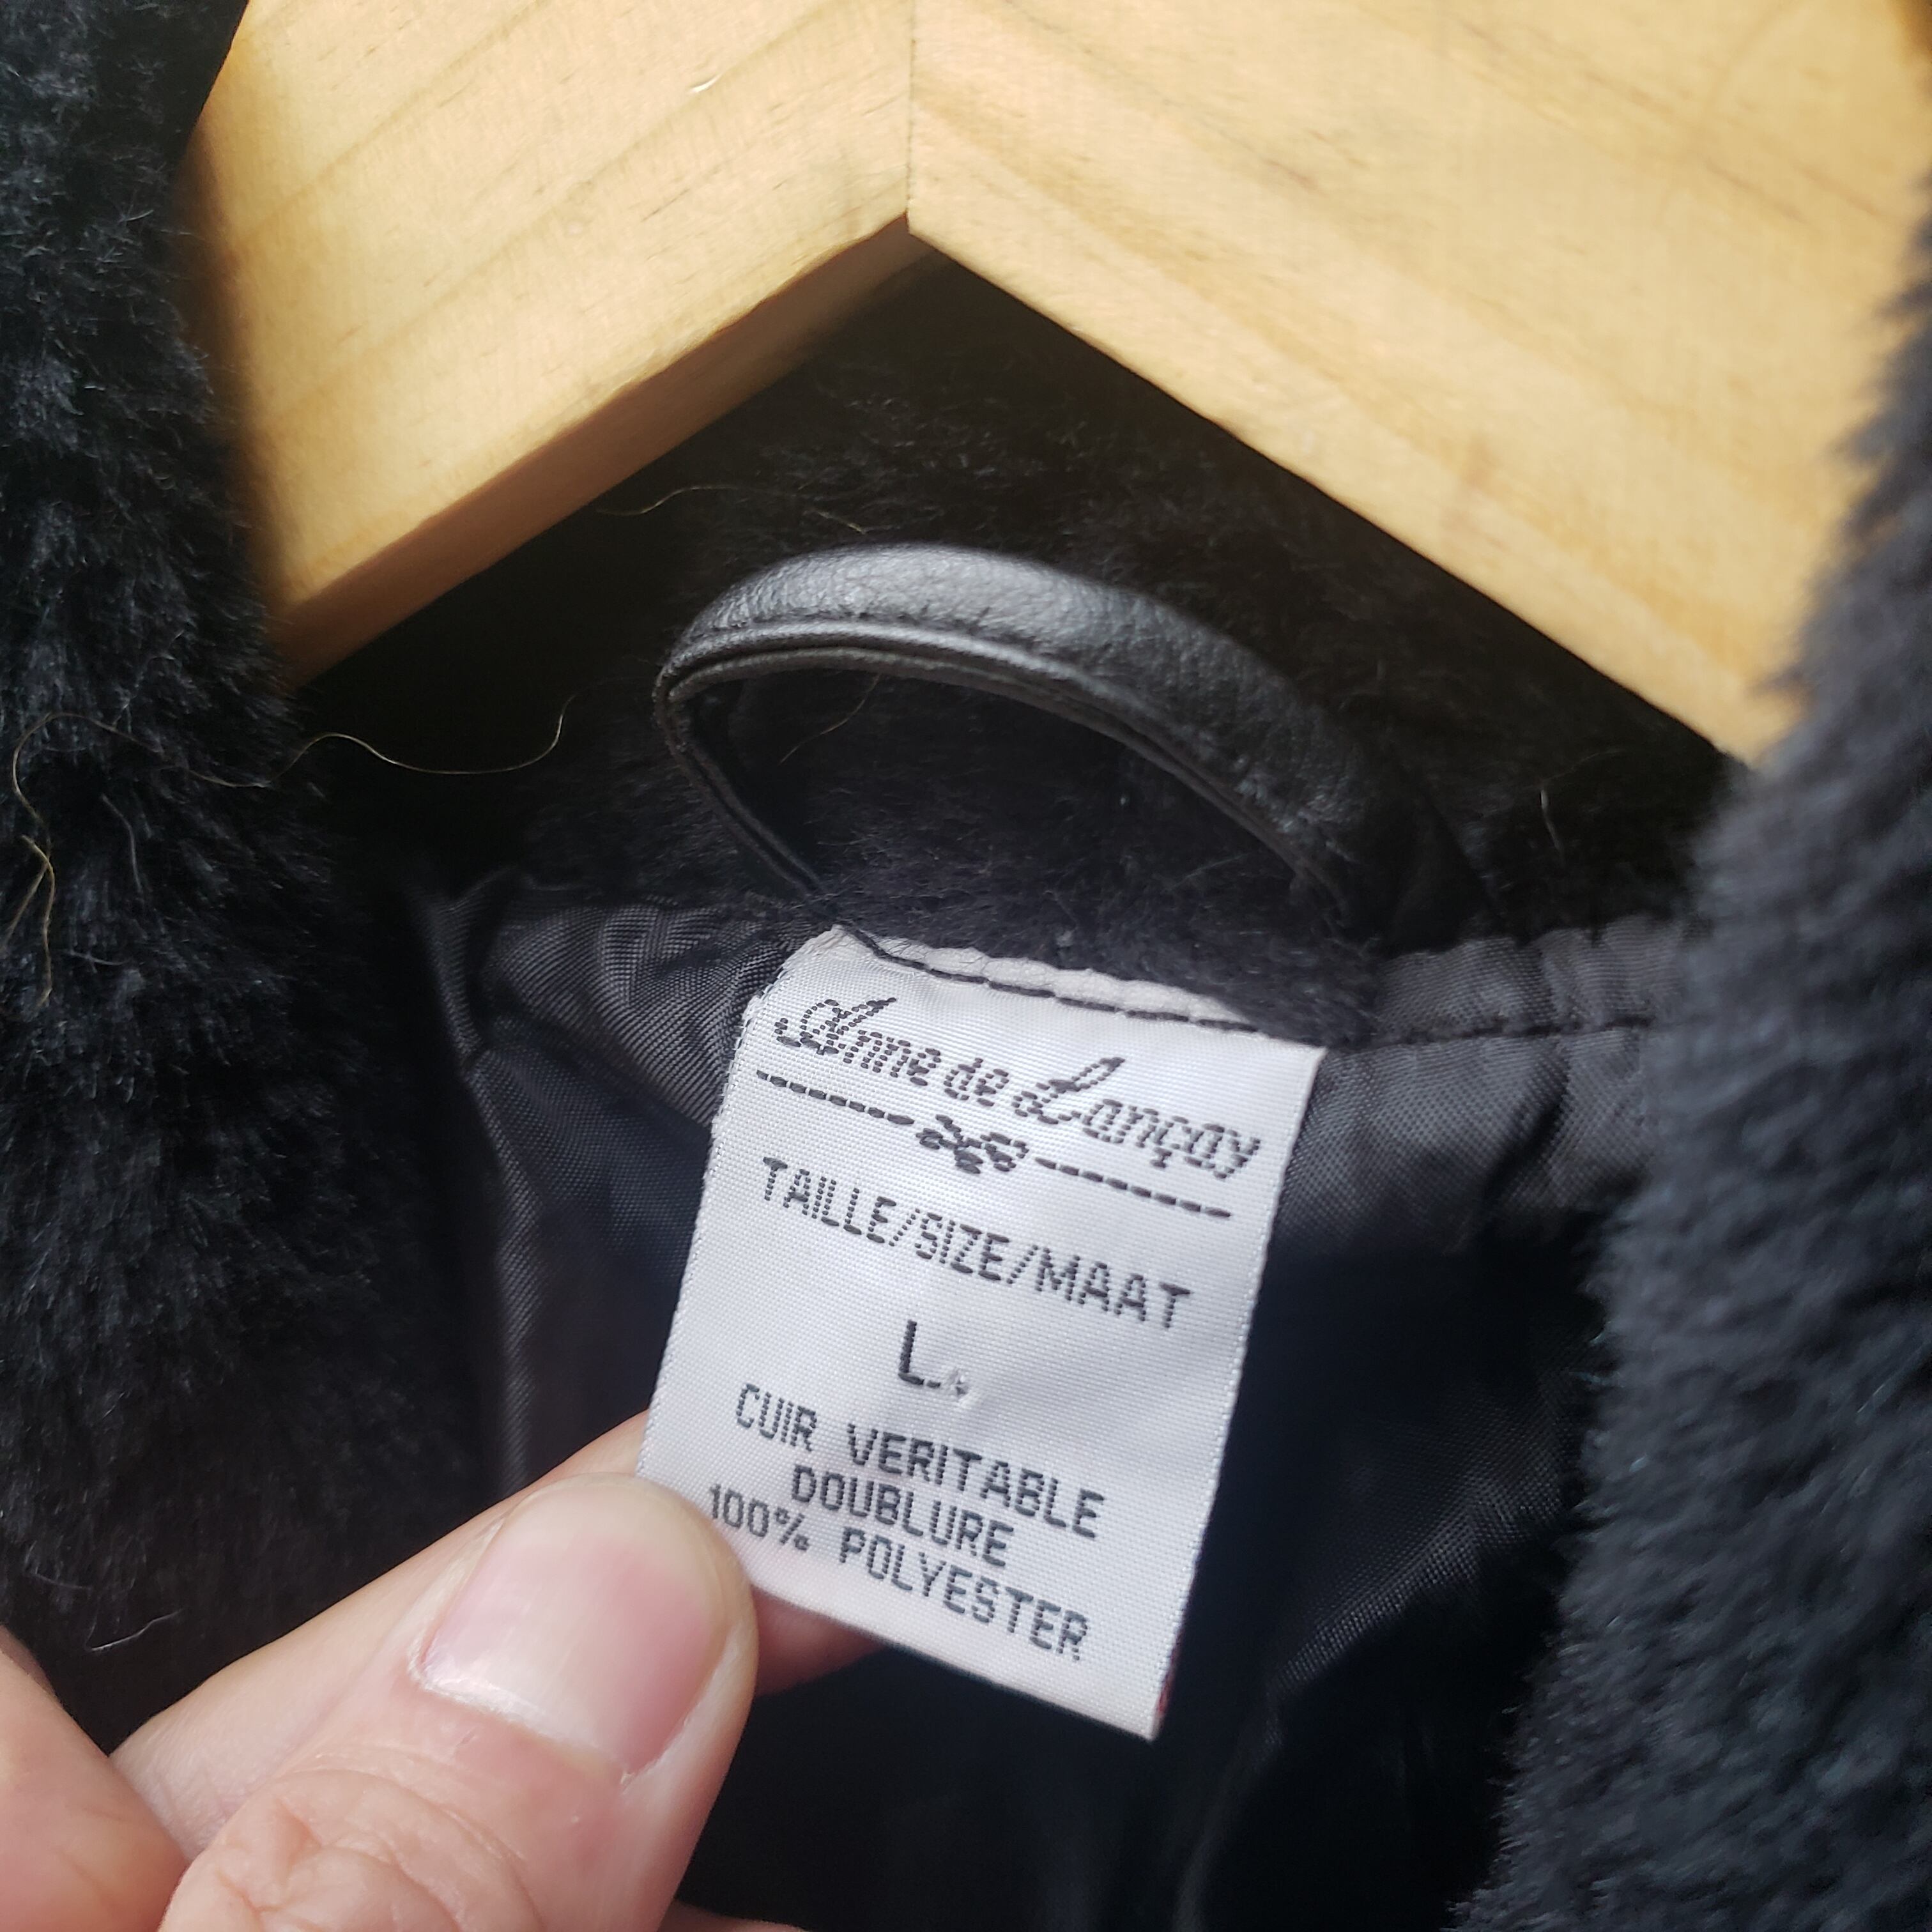 Anne de Lançay
TAILLE/SIZE/MAAT
L.
CUIR VERITABLE
DOUBLURE
100% POLYESTER